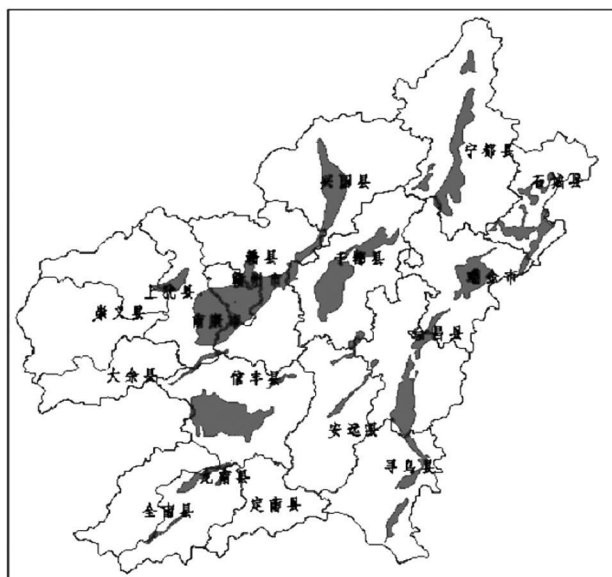 宁都县
石城县
兴国县
赣县
于都县
赣州市
瑞金市
上犹县
崇义县
南康市
会昌县
大余县
信丰县
安远县
寻乌县
龙南县
全南县
定南县